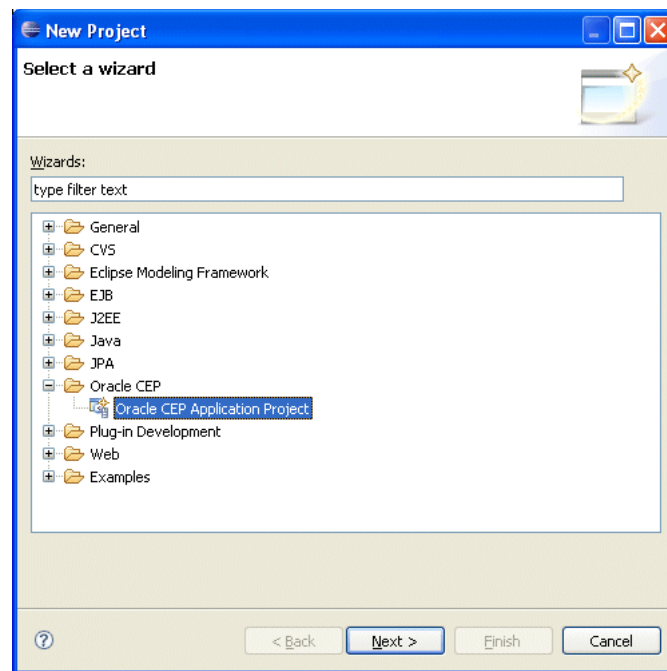 New Project
Select a wizard
Wizards:
type filter text
General
CVS
Eclipse Modeling Framework
EJB
J2EE
Java
JPA
Oracle CEP
Oracle CEP Application Project
Plug-in Development
Web
Examples
? < Back Next > Finish Cancel